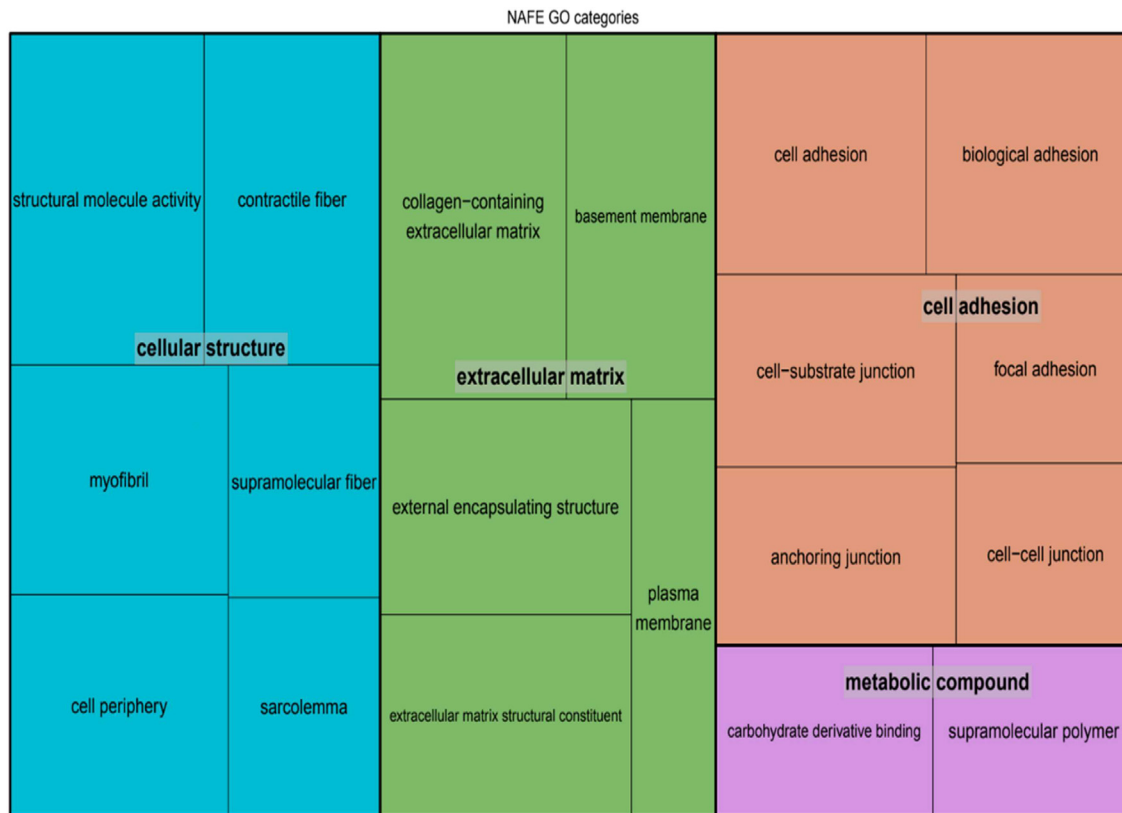 NAFE GO categories
structural molecule activity
contractile fiber
cellular structure
myofibril
supramolecular fiber
cell periphery
sarcolemma
collagen−containing
extracellular matrix
basement membrane
extracellular matrix
external encapsulating structure
plasma
membrane
extracellular matrix structural constituent
cell adhesion
biological adhesion
cell adhesion
cell−substrate junction
focal adhesion
anchoring junction
cell−cell junction
metabolic compound
carbohydrate derivative binding
supramolecular polymer